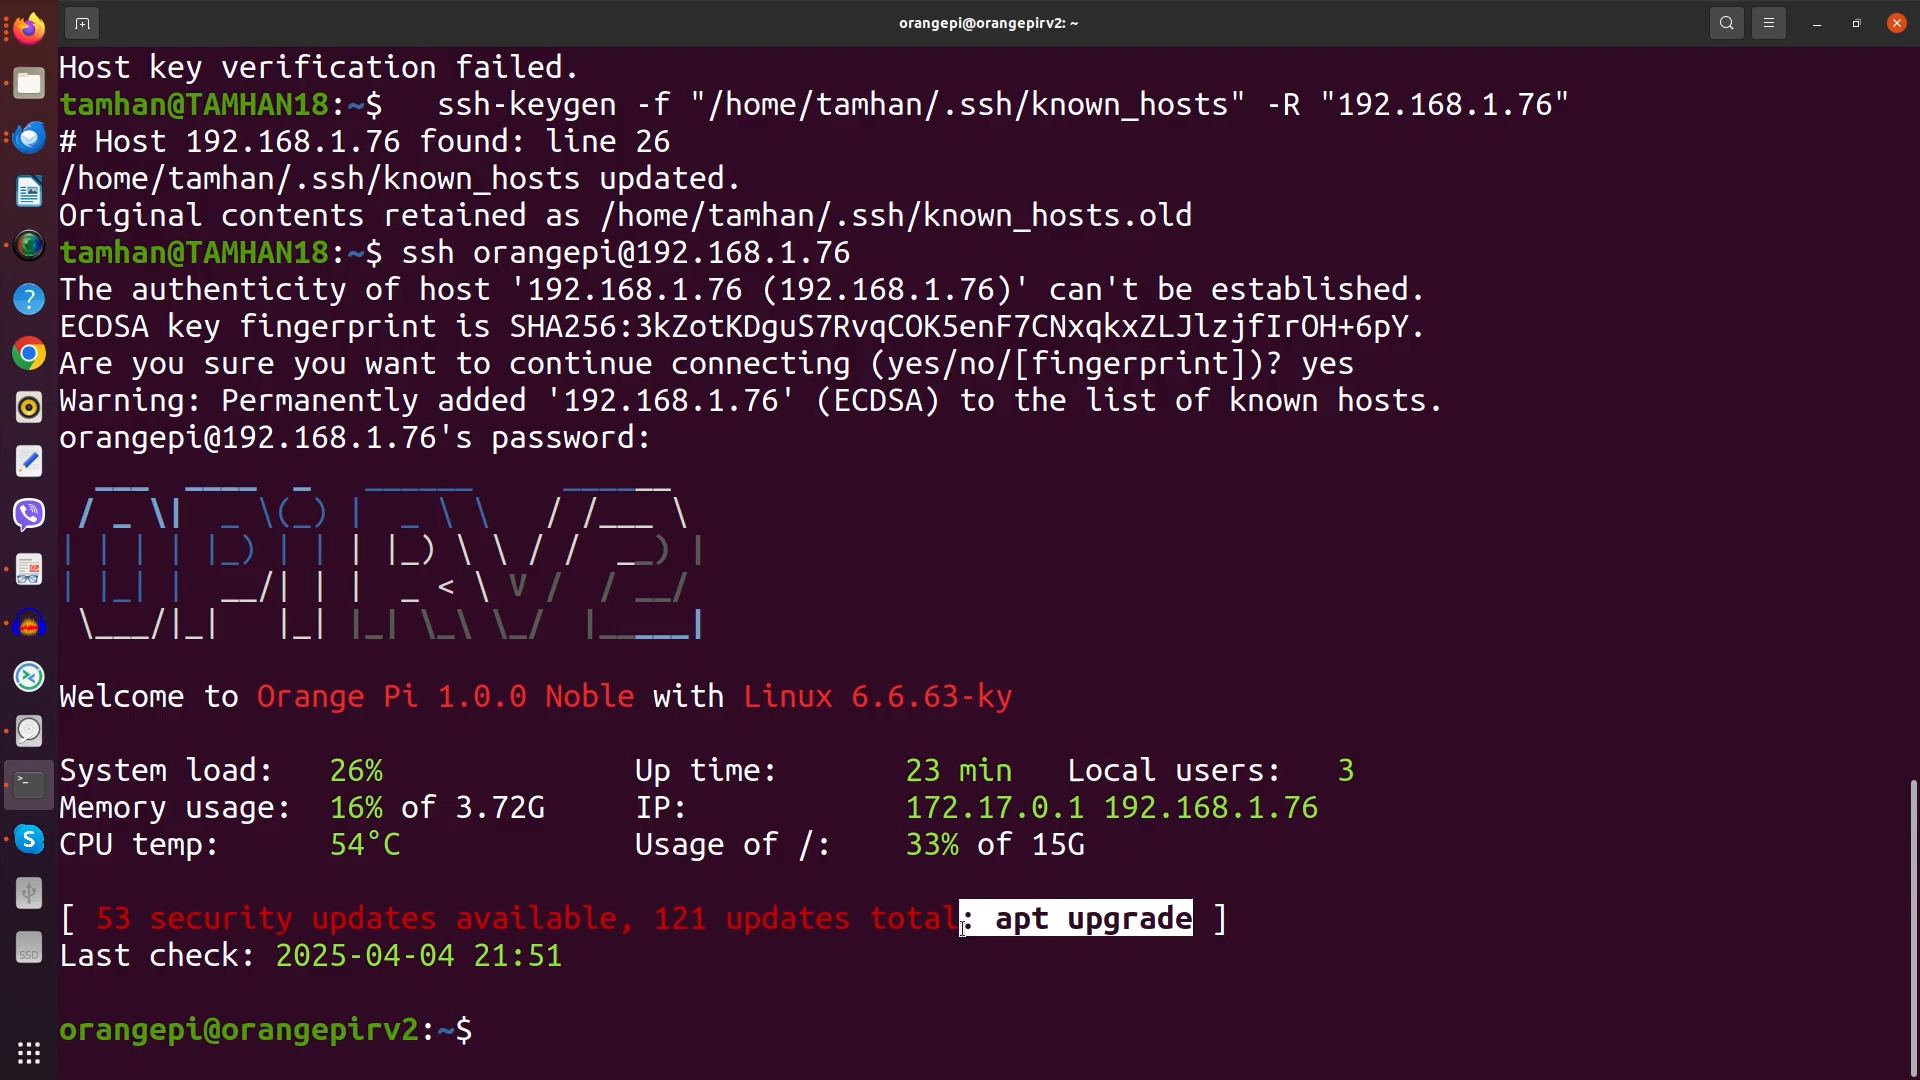 orangepi@orangepirv2: ~
Host key verification failed.
tamhan@TAMHAN18:~$   ssh-keygen -f "/home/tamhan/.ssh/known_hosts" -R "192.168.1.76"
# Host 192.168.1.76 found: line 26
/home/tamhan/.ssh/known_hosts updated.
Original contents retained as /home/tamhan/.ssh/known_hosts.old
tamhan@TAMHAN18:~$ ssh orangepi@192.168.1.76
The authenticity of host '192.168.1.76 (192.168.1.76)' can't be established.
ECDSA key fingerprint is SHA256:3kZotKDguS7RvqCOK5enF7CNxqkxZLJlzjfIrOH+6pY.
Are you sure you want to continue connecting (yes/no/[fingerprint])? yes
Warning: Permanently added '192.168.1.76' (ECDSA) to the list of known hosts.
orangepi@192.168.1.76's password:
OPiRV2
Welcome to Orange Pi 1.0.0 Noble with Linux 6.6.63-ky
System load:   26%   Up time:   23 min   Local users:   3
Memory usage:  16% of 3.72G   IP:   172.17.0.1 192.168.1.76
CPU temp:   54°C   Usage of /:   33% of 15G
[ 53 security updates available, 121 updates total: apt upgrade ]
Last check: 2025-04-04 21:51
orangepi@orangepirv2:~$
SSD